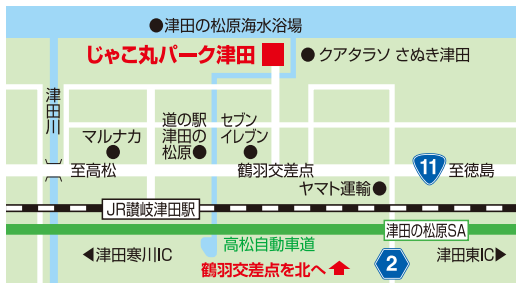 ●津田の松原海水浴場
じゃこ丸パーク津田
●クアタラソ さぬき津田
津田川
マルナカ
道の駅
津田の
松原●
セブン
イレブン
至高松
鶴羽交差点
11
至徳島
ヤマト運輸●
JR讃岐津田駅
津田の松原SA
高松自動車道
◀津田寒川IC
2
津田東IC▶
鶴羽交差点を北へ